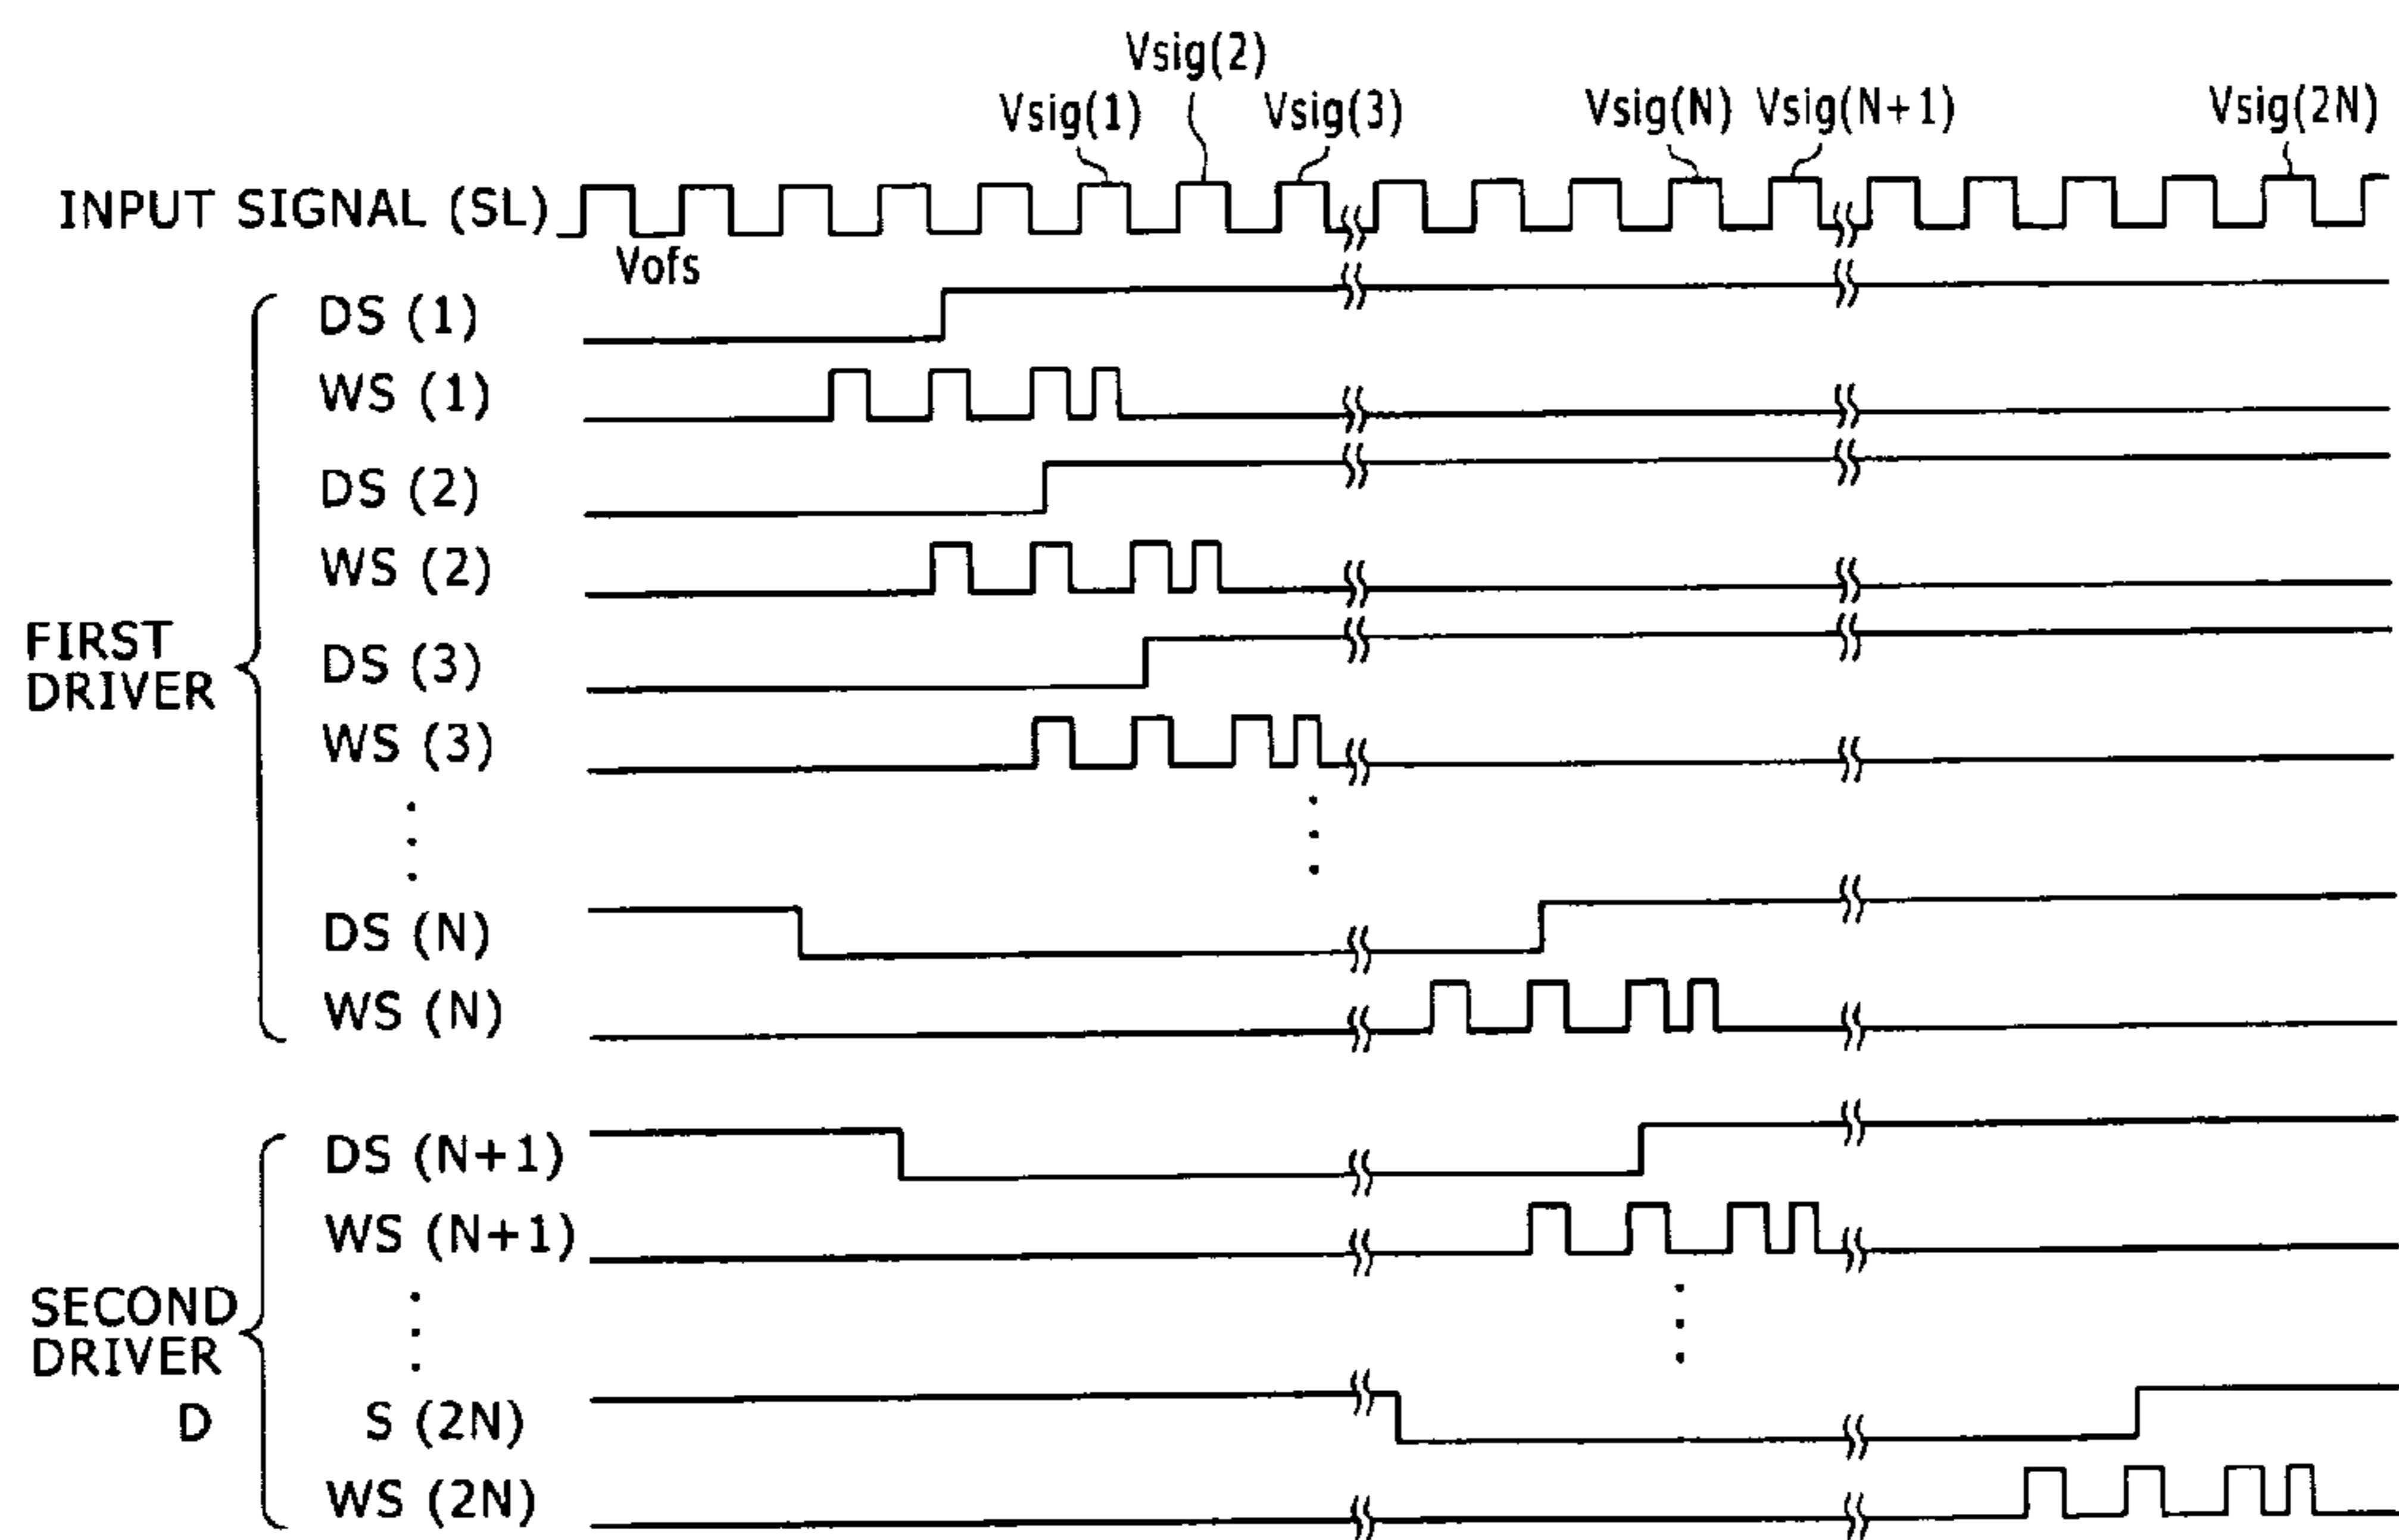 Vsig(2)
Vsig(1) Vsig(3) Vsig(N) Vsig(N+1) Vsig(2N)
INPUT SIGNAL (SL)
Vofs
DS (1)
WS (1)
DS (2)
WS (2)
FIRST
DRIVER
DS (3)
WS (3)
DS (N)
WS (N)
DS (N+1)
WS (N+1)
SECOND
DRIVER
D S (2N)
WS (2N)